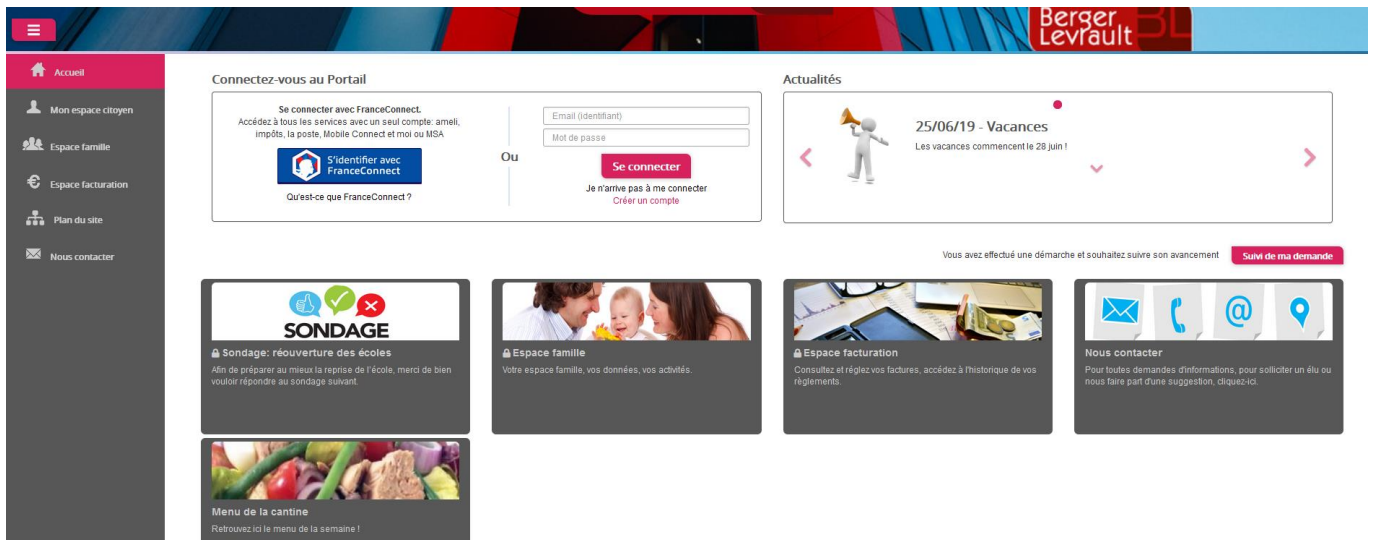 Berger
Levrault
Accueil
Mon espace citoyen
Espace famille
Espace facturation
Plan du site
Nous contacter
Connectez-vous au Portail
Se connecter avec FranceConnect.
Accédez à tous les services avec un seul compte: ameli,
impôts, la poste, Mobile Connect et moi ou MSA
S'identifier avec
FranceConnect
Qu'est-ce que FranceConnect ?
Ou
Email (identifiant)
Mot de passe
Se connecter
Je n'arrive pas à me connecter
Créer un compte
Actualités
25/06/19 - Vacances
Les vacances commencent le 28 juin !
Vous avez effectué une démarche et souhaitez suivre son avancement
Suivi de ma demande
SONDAGE
Sondage: réouverture des écoles
Afin de préparer au mieux la reprise de l'école, merci de bien
vouloir répondre au sondage suivant.
Espace famille
Votre espace famille, vos données, vos activités.
Espace facturation
Consultez et réglez vos factures, accédez à l'historique de vos
règlements.
@
Nous contacter
Pour toutes demandes d'informations, pour solliciter un élu ou
nous faire part d'une suggestion, cliquez-ici.
Menu de la cantine
Retrouvez ici le menu de la semaine !